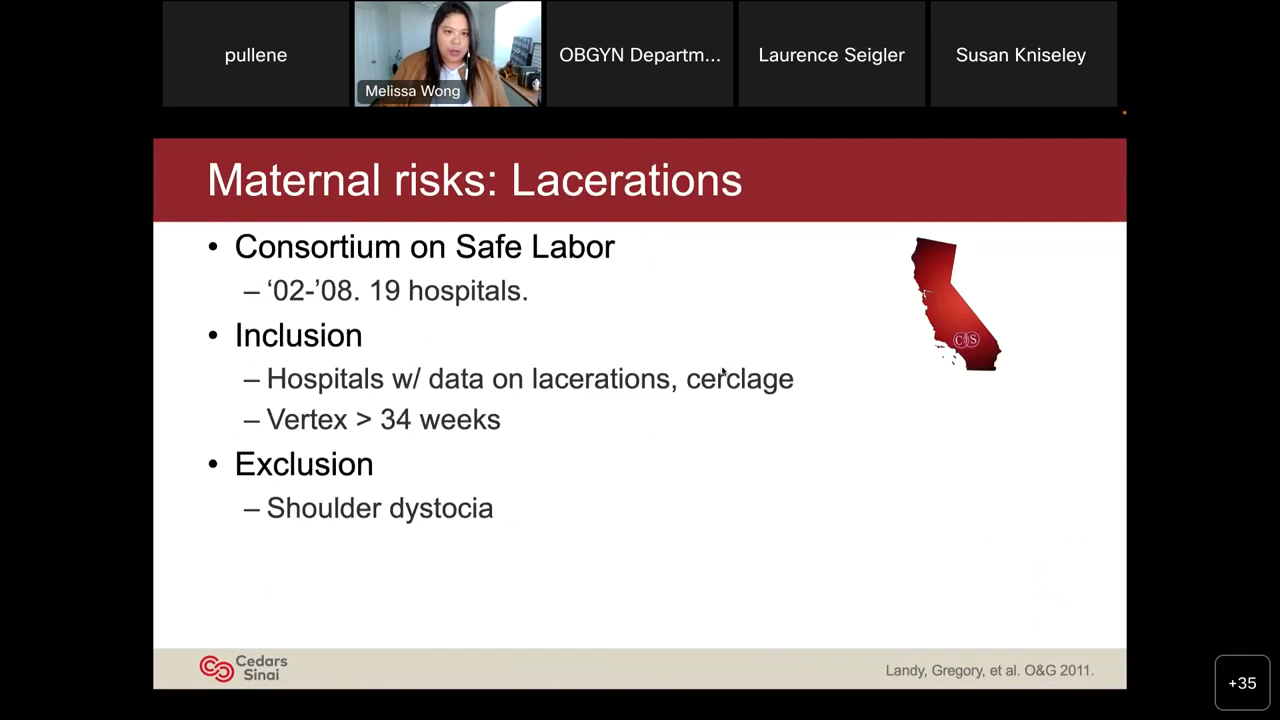 pullene
Melissa Wong
OBGYN Departm...
Laurence Seigler
Susan Kniseley
Maternal risks: Lacerations
• Consortium on Safe Labor
– ‘02-’08. 19 hospitals.
• Inclusion
– Hospitals w/ data on lacerations, cerclage
– Vertex > 34 weeks
• Exclusion
– Shoulder dystocia
CS
Cedars
Sinai
Landy, Gregory, et al. O&G 2011.
+35